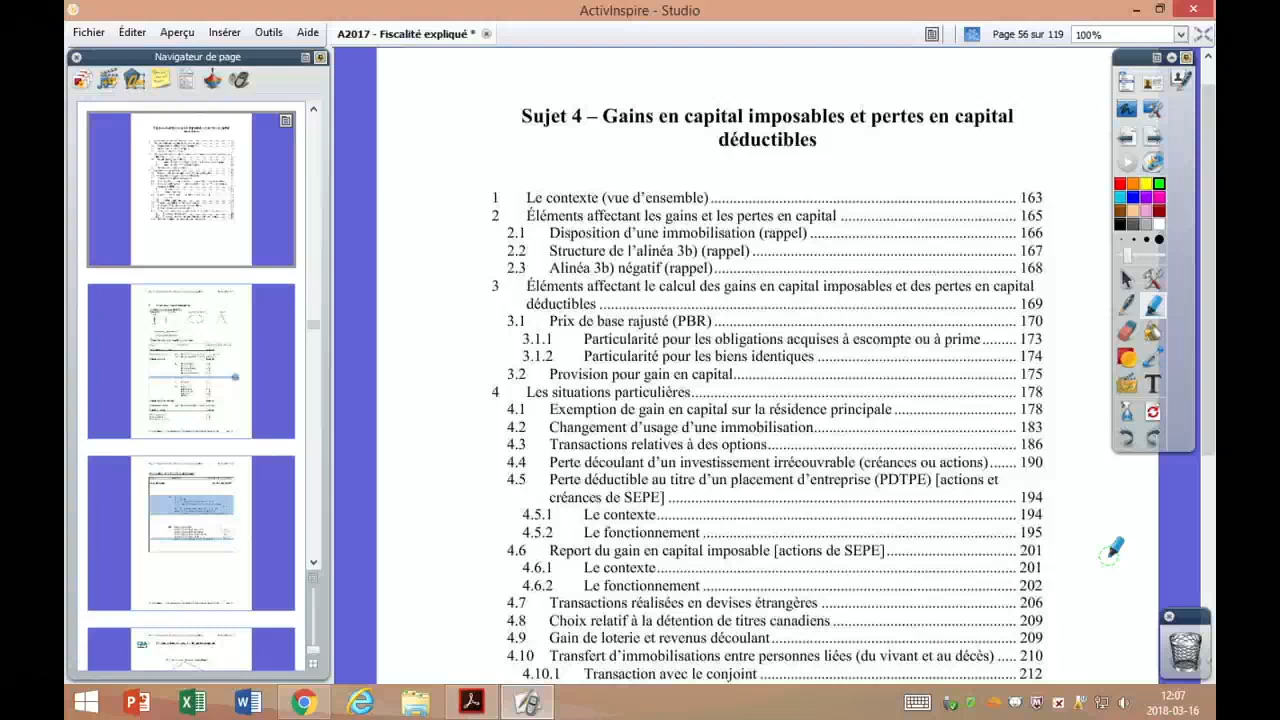 ActivInspire - Studio
Fichier Éditer Aperçu Insérer Outils Aide
A2017 - Fiscalité expliqué *
Page 56 sur 119
100%
Navigateur de page
Sujet 4 – Gains en capital imposables et pertes en capital
déductibles
1 Le contexte (vue d’ensemble) 163
2 Éléments affectant les gains et les pertes en capital 165
2.1 Disposition d’une immobilisation (rappel) 166
2.2 Structure de l’alinéa 3b) (rappel) 167
2.3 Alinéa 3b) négatif (rappel) 168
3 Éléments affectant le calcul des gains en capital imposables et des pertes en capital
déductibles 169
3.1 Prix de base rajusté (PBR) 170
3.1.1 Particularité pour les obligations acquises à escompte ou à prime 172
3.1.2 Particularité pour les biens identiques
3.2 Provision pour gain en capital 175
4 Les situations particulières 178
4.1 Exemption de gain en capital sur la résidence principale
4.2 Changement d’usage d’une immobilisation 183
4.3 Transactions relatives à des options 186
4.4 Perte découlant d’un investissement irrécouvrable (créances ou actions) 190
4.5 Perte déductible au titre d’un placement d’entreprise (PDTPE) [actions et
créances de SEPE] 194
4.5.1 Le contexte 194
4.5.2 Le fonctionnement 195
4.6 Report du gain en capital imposable [actions de SEPE] 201
4.6.1 Le contexte 201
4.6.2 Le fonctionnement 202
4.7 Transactions réalisées en devises étrangères 206
4.8 Choix relatif à la détention de titres canadiens 209
4.9 Gain de loterie et revenus découlant 209
4.10 Transfert d’immobilisations entre personnes liées (du vivant et au décès) 210
4.10.1 Transaction avec le conjoint 212
12:07
2018-03-16